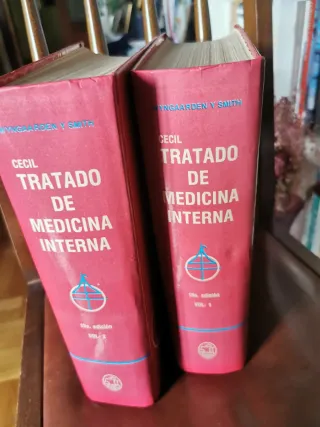 WYNGAARDEN Y SMITH
CECIL
TRATADO
DE
MEDICINA
INTERNA
edición
VOL. 2
WYNGAARDEN Y SMITH
CECIL
TRATADO
DE
MEDICINA
INTERNA
edición
VOL. 1